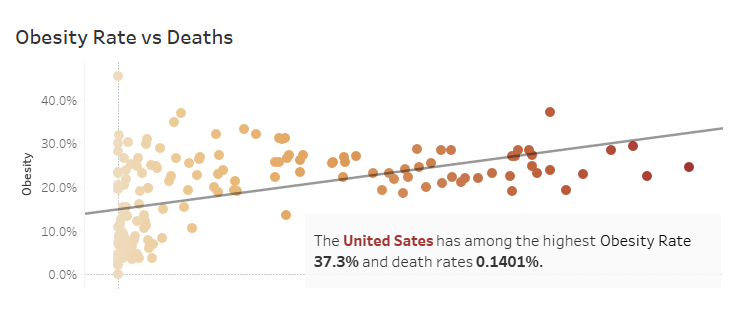 Obesity Rate vs Deaths
40.0%
30.0%
20.0%
10.0%
0.0%
Obesity
The United Sates has among the highest Obesity Rate
37.3% and death rates 0.1401%.